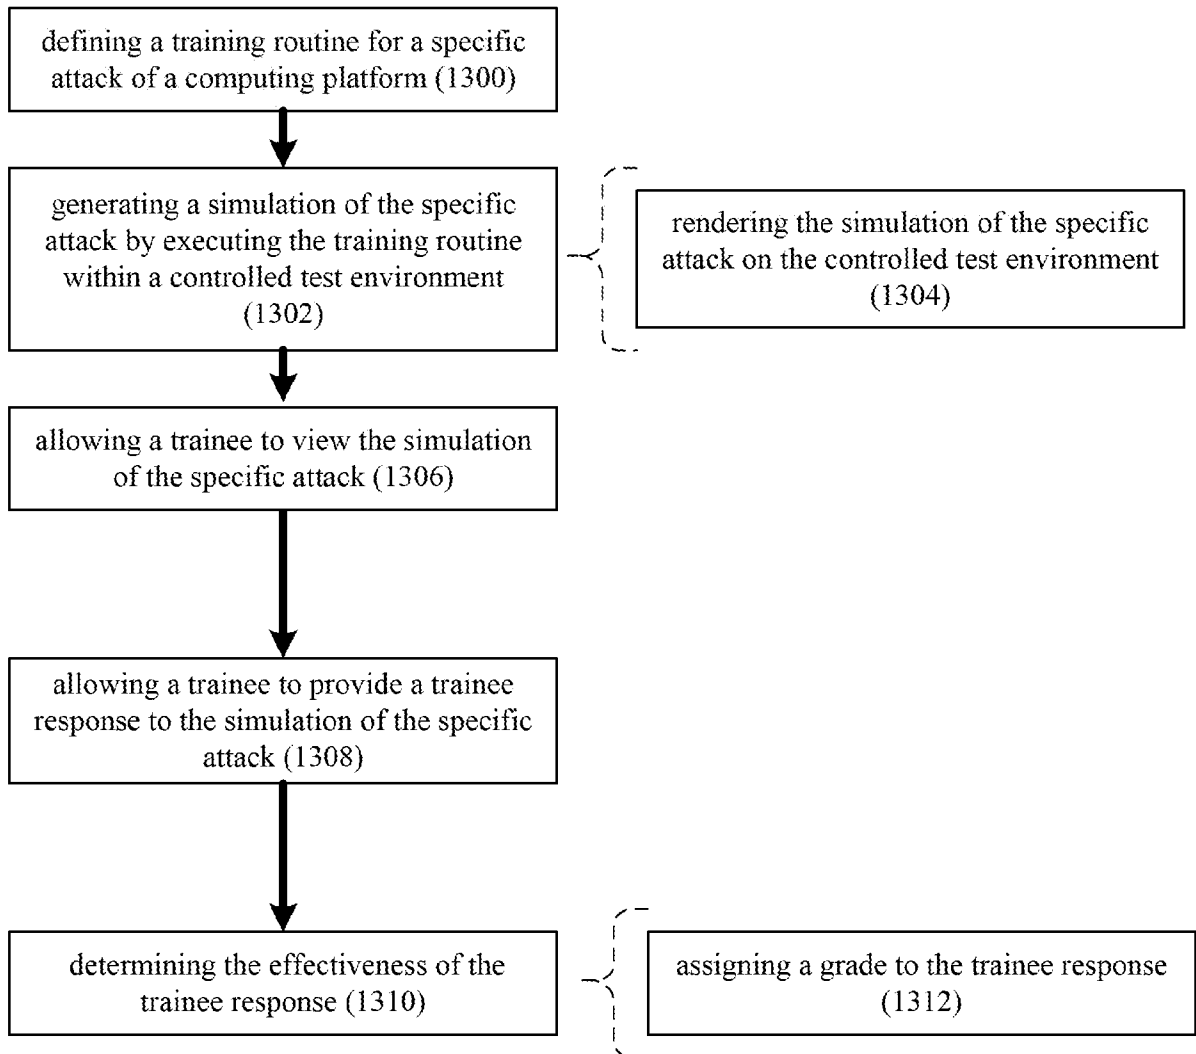 defining a training routine for a specific
attack of a computing platform (1300)
generating a simulation of the specific
attack by executing the training routine
within a controlled test environment
(1302)
rendering the simulation of the specific
attack on the controlled test environment
(1304)
allowing a trainee to view the simulation
of the specific attack (1306)
allowing a trainee to provide a trainee
response to the simulation of the specific
attack (1308)
determining the effectiveness of the
trainee response (1310)
assigning a grade to the trainee response
(1312)